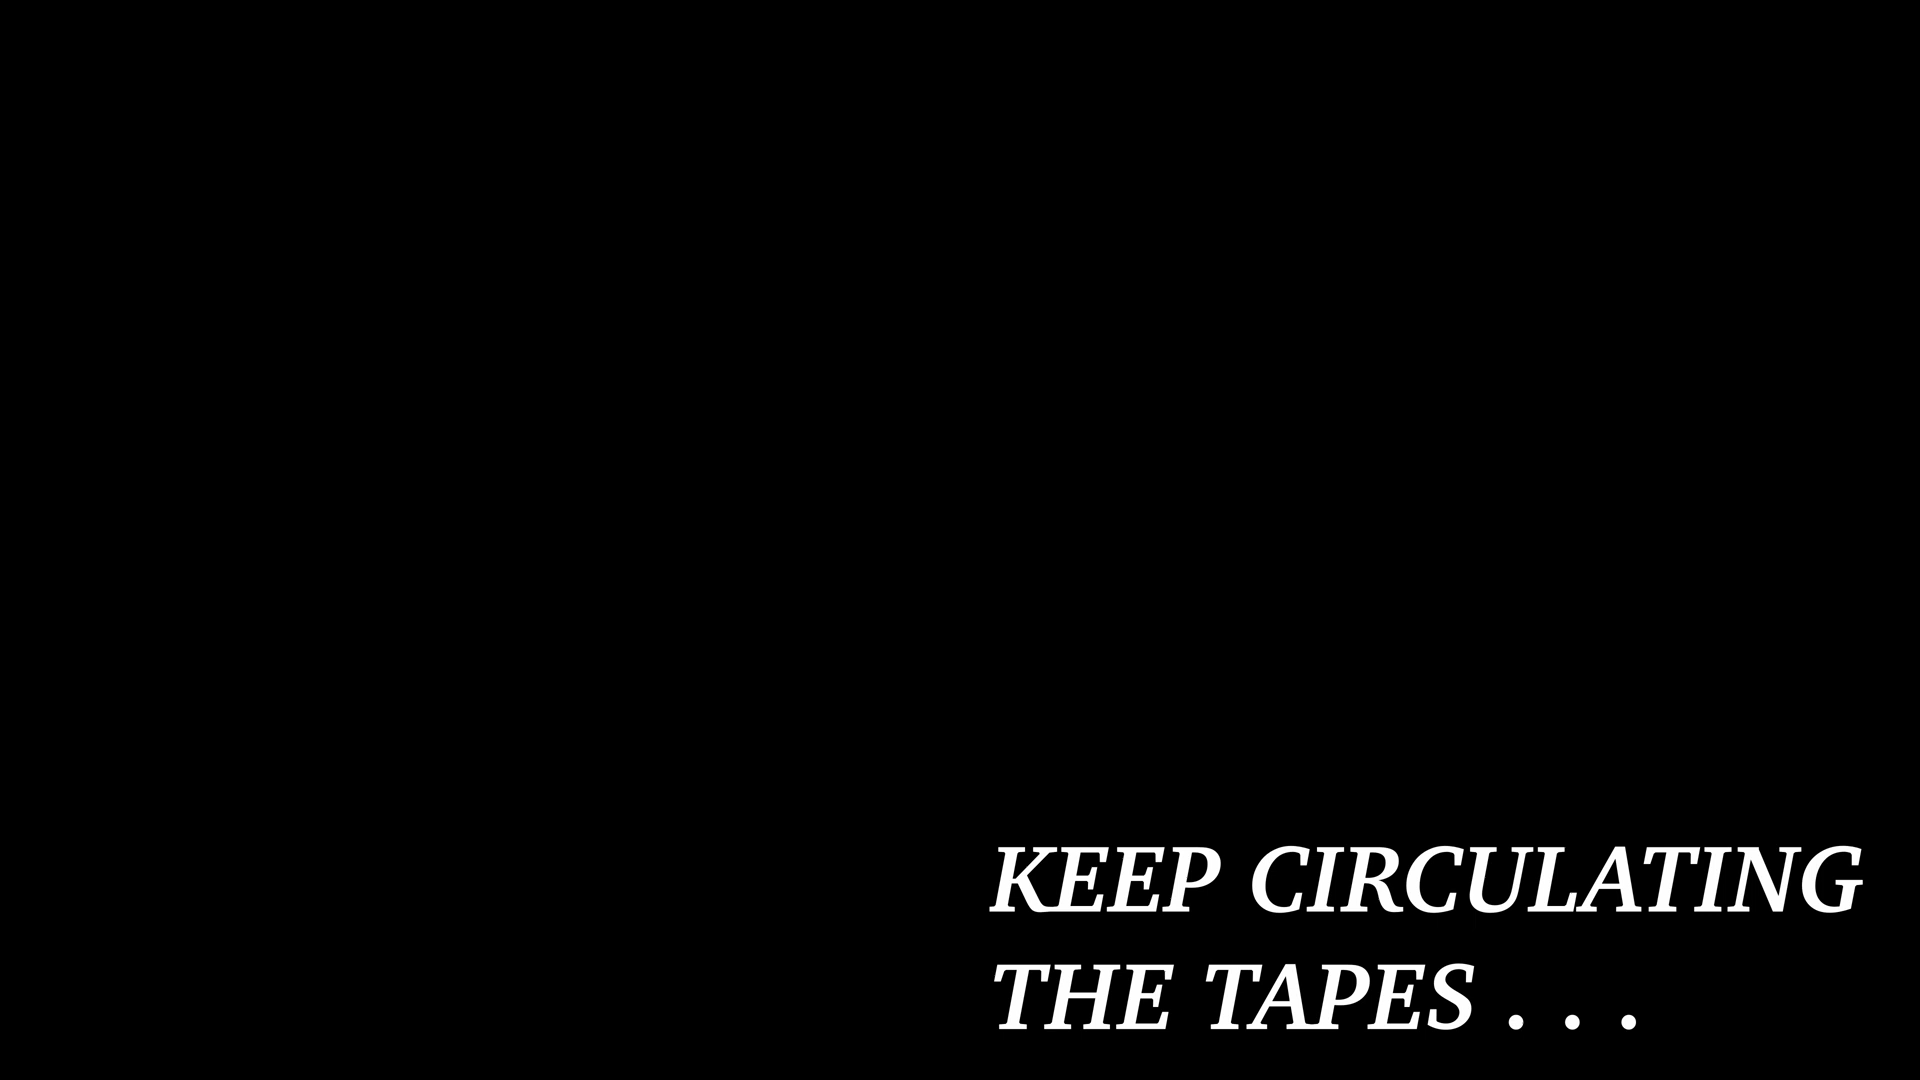 KEEP CIRCULATING
THE TAPES . . .